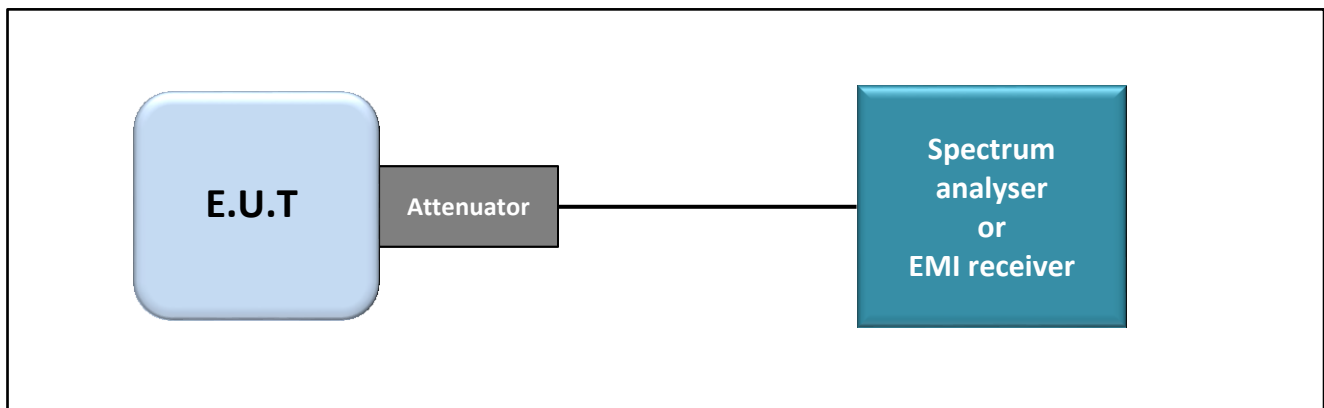 E.U.T
Attenuator
Spectrum
analyser
or
EMI receiver